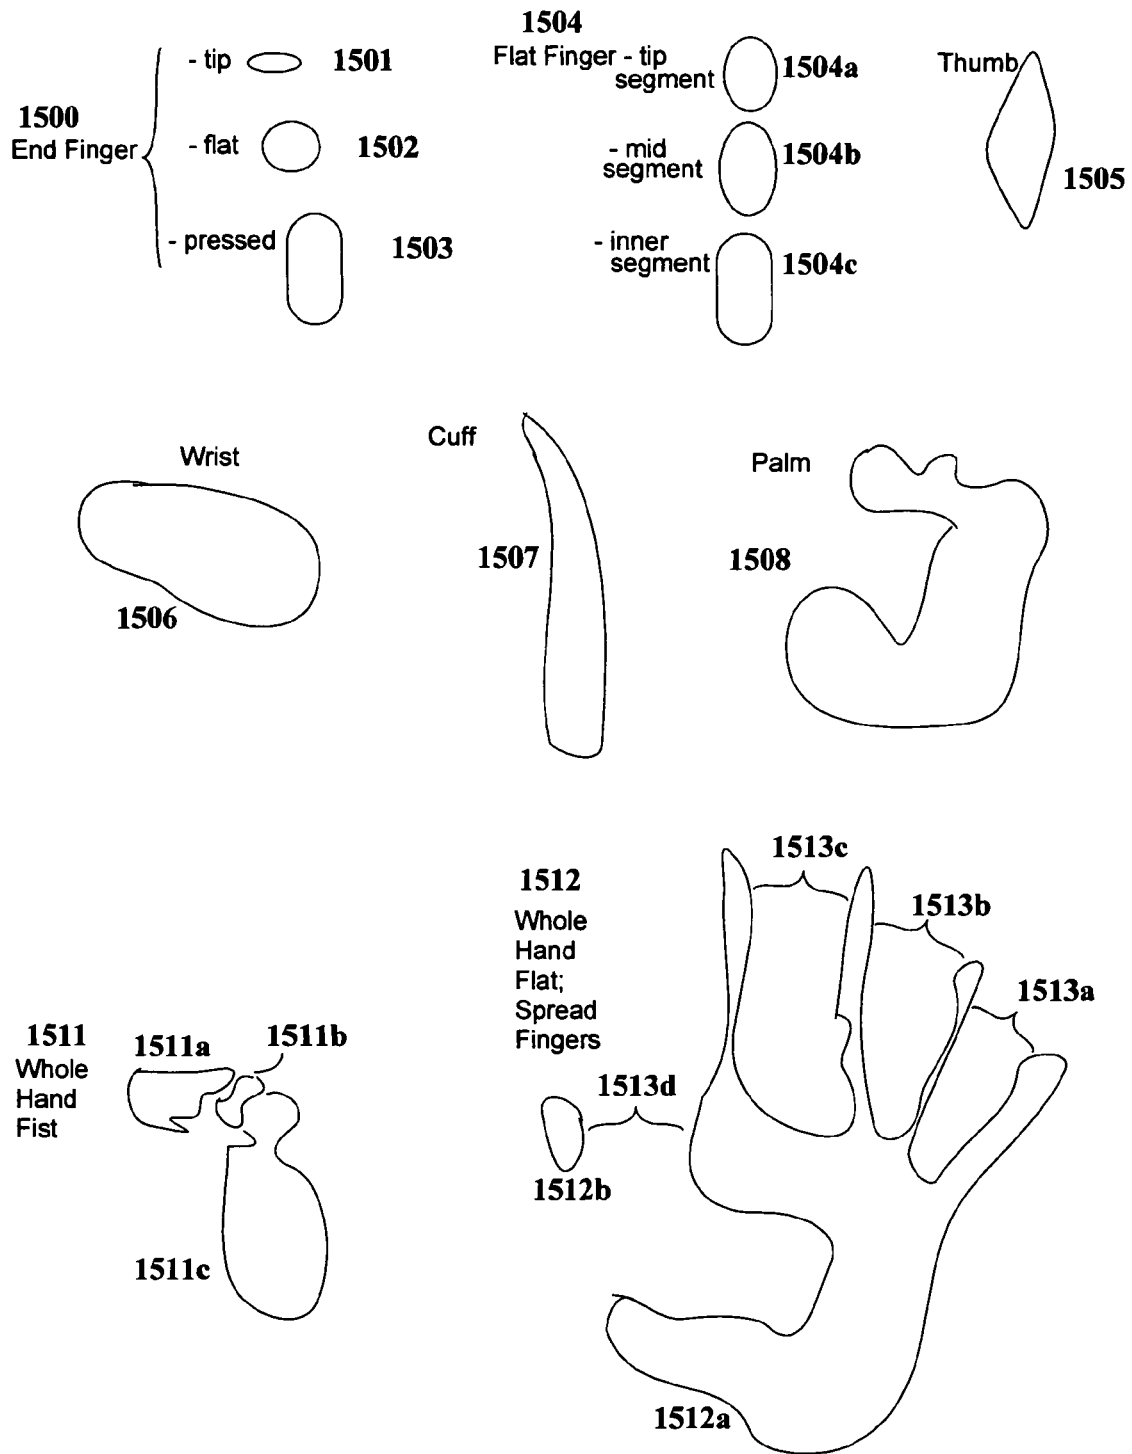 1500
End Finger
- tip 1501
- flat 1502
- pressed 1503
1504
Flat Finger - tip
segment 1504a
- mid
segment 1504b
- inner
segment 1504c
Thumb
1505
Wrist
1506
Cuff
1507
Palm
1508
1511
Whole
Hand
Fist
1511a
1511b
1511c
1512
Whole
Hand
Flat;
Spread
Fingers
1513c
1513b
1513a
1513d
1512b
1512a